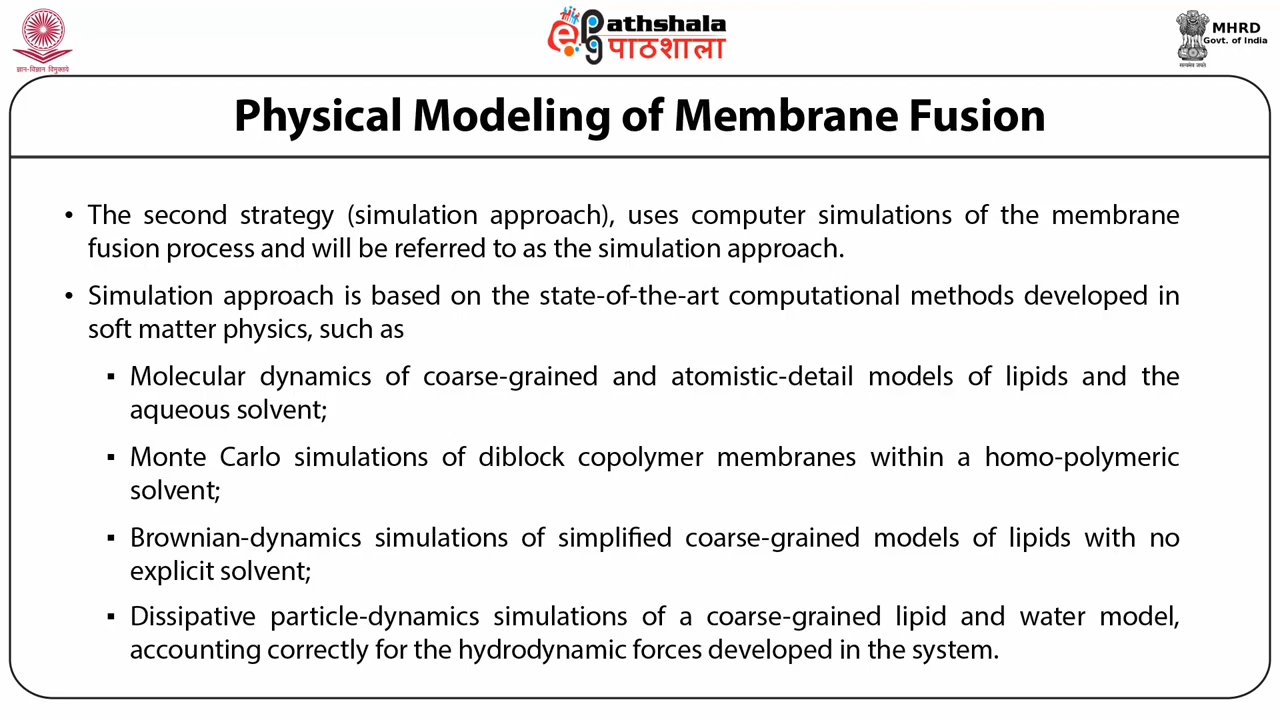 ज्ञान-विज्ञान विमुक्तये
epathshala
पाठशाला
MHRD
Govt. of India
सत्यमेव जयते
Physical Modeling of Membrane Fusion
• The second strategy (simulation approach), uses computer simulations of the membrane
fusion process and will be referred to as the simulation approach.
• Simulation approach is based on the state-of-the-art computational methods developed in
soft matter physics, such as
▪ Molecular dynamics of coarse-grained and atomistic-detail models of lipids and the
aqueous solvent;
▪ Monte Carlo simulations of diblock copolymer membranes within a homo-polymeric
solvent;
▪ Brownian-dynamics simulations of simplified coarse-grained models of lipids with no
explicit solvent;
▪ Dissipative particle-dynamics simulations of a coarse-grained lipid and water model,
accounting correctly for the hydrodynamic forces developed in the system.